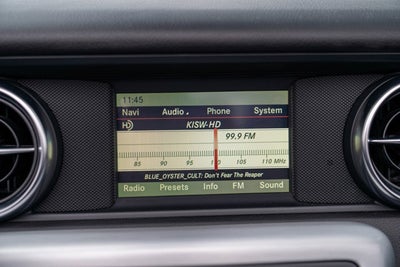 11:45
Navi Audio Phone System
HD KISW-HD
99.9 FM
85 90 95 105 110 MHz
BLUE_OYSTER_CULT: Don't Fear The Reaper
Radio Presets Info FM Sound